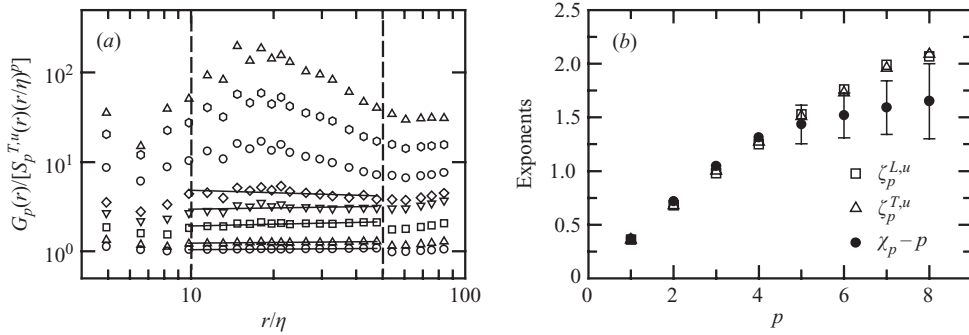 (a)
G_p(r)/[S_p^{T,u}(r)(r/η)^p]
10^2
10^1
10^0
10
100
r/η
(b)
Exponents
2.5
2.0
1.5
1.0
0.5
0
0
2
4
6
8
p
ζ_p^{L,u}
ζ_p^{T,u}
χ_p − p